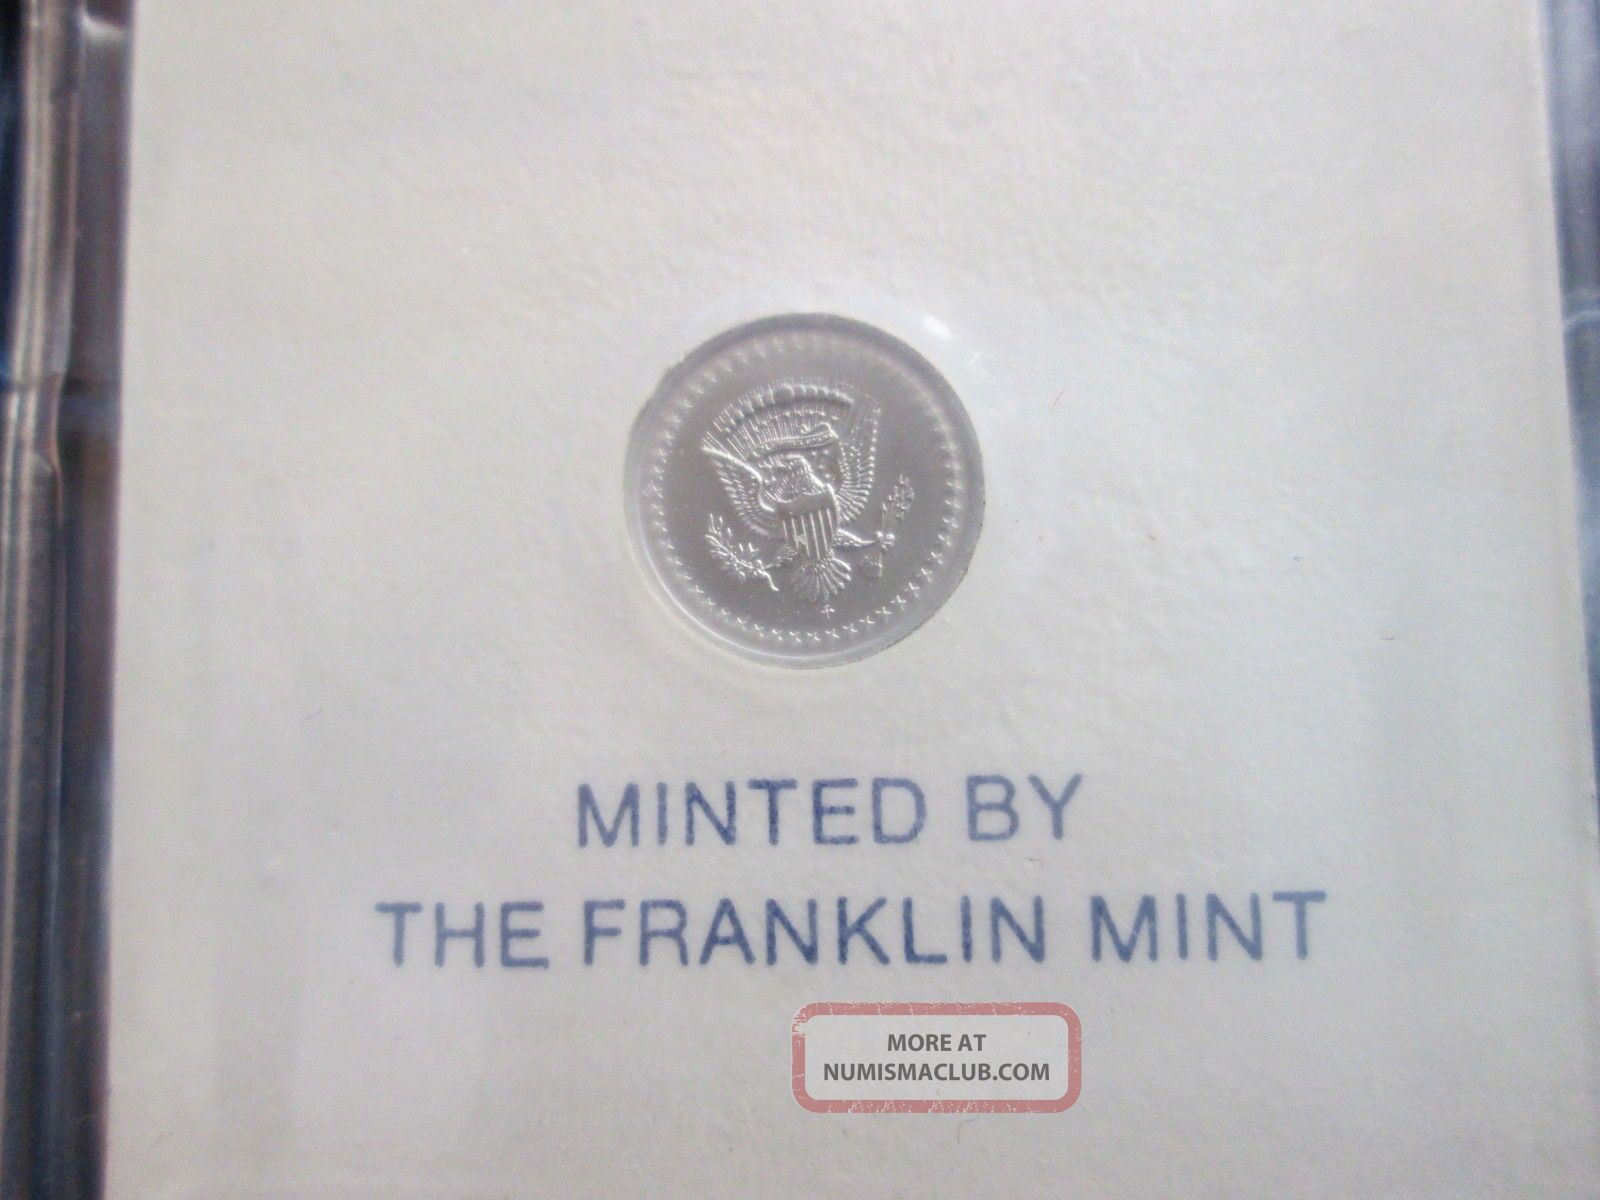 MINTED BY
THE FRANKLIN MINT
MORE AT
NUMISMACLUB.COM